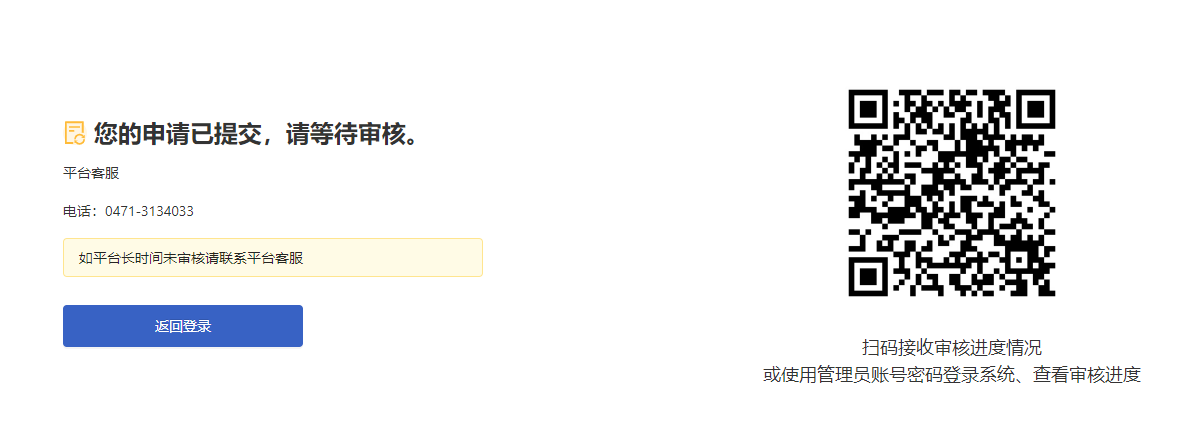 您的申请已提交，请等待审核。
平台客服
电话：0471-3134033
如平台长时间未审核请联系平台客服
返回登录
扫码接收审核进度情况
或使用管理员账号密码登录系统、查看审核进度